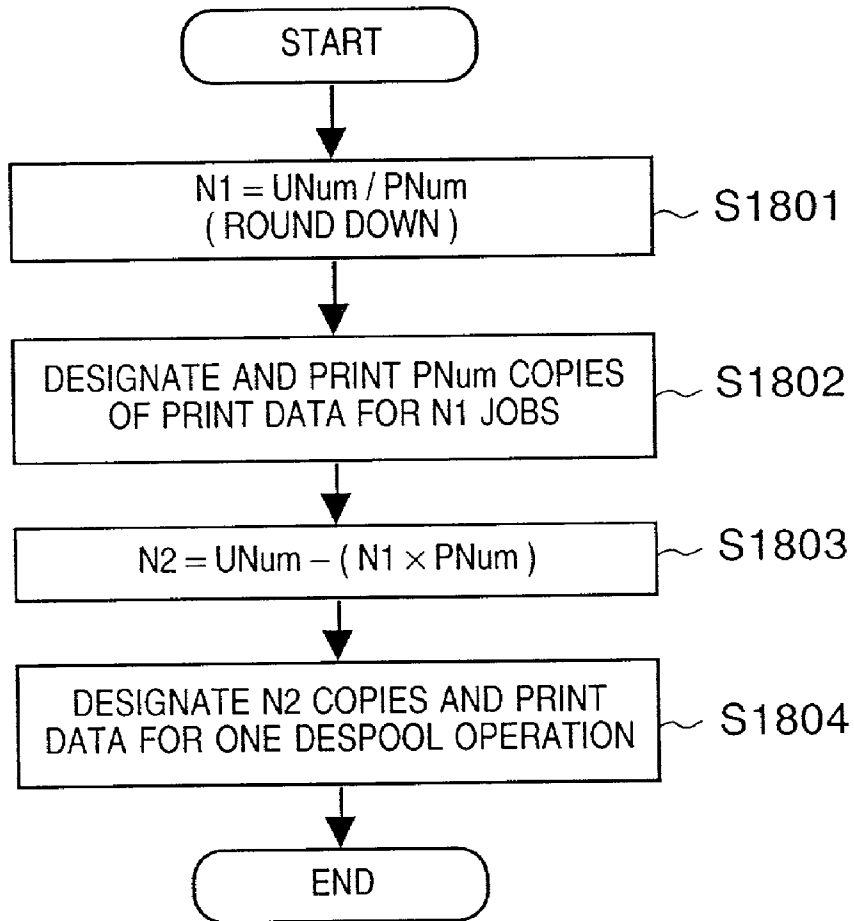 START
N1 = UNum / PNum
( ROUND DOWN )
S1801
DESIGNATE AND PRINT PNum COPIES
OF PRINT DATA FOR N1 JOBS
S1802
N2 = UNum – ( N1 × PNum )
S1803
DESIGNATE N2 COPIES AND PRINT
DATA FOR ONE DESPOOL OPERATION
S1804
END